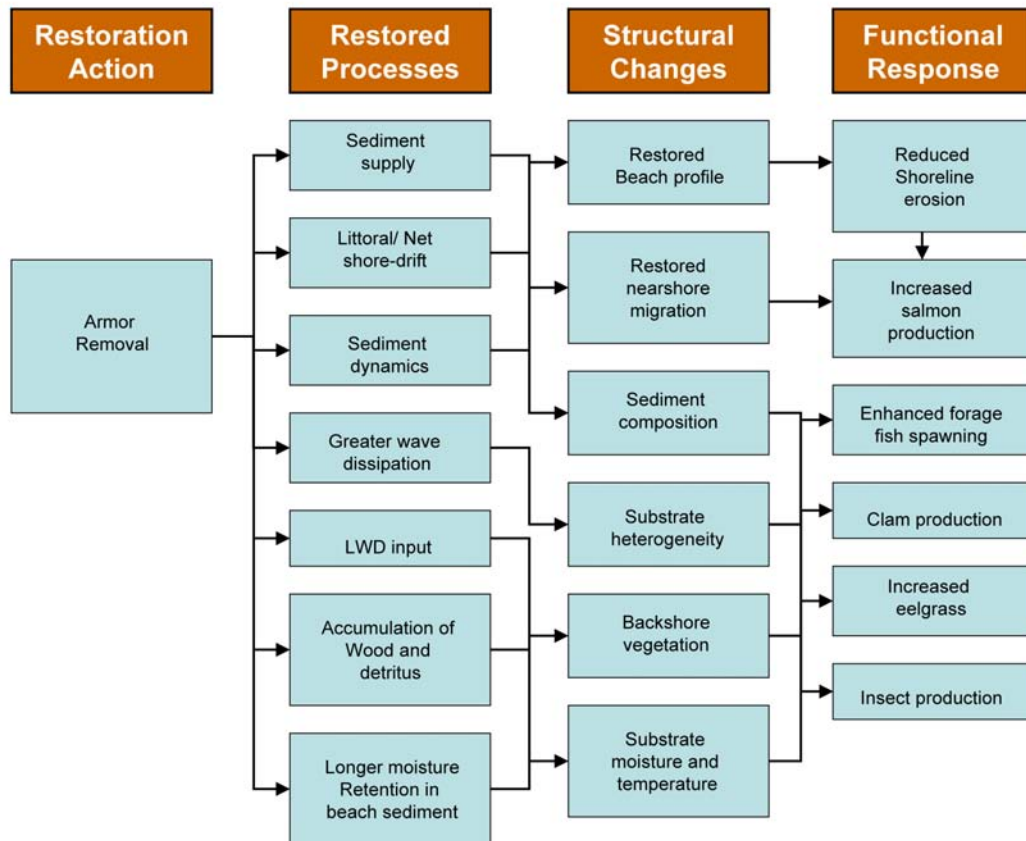 Restoration
Action
Restored
Processes
Structural
Changes
Functional
Response
Armor
Removal
Sediment
supply
Littoral/ Net
shore-drift
Sediment
dynamics
Greater wave
dissipation
LWD input
Accumulation of
Wood and
detritus
Longer moisture
Retention in
beach sediment
Restored
Beach profile
Restored
nearshore
migration
Sediment
composition
Substrate
heterogeneity
Backshore
vegetation
Substrate
moisture and
temperature
Reduced
Shoreline
erosion
Increased
salmon
production
Enhanced forage
fish spawning
Clam production
Increased
eelgrass
Insect production